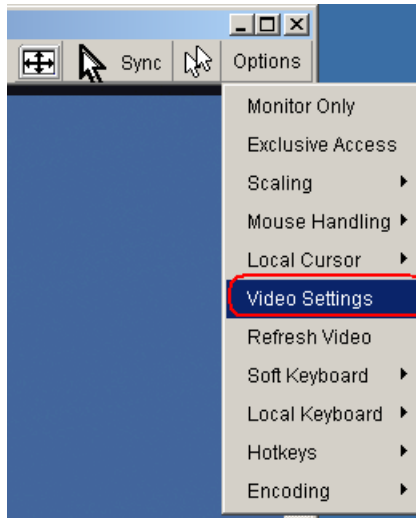 Sync Options
Monitor Only
Exclusive Access
Scaling
Mouse Handling
Local Cursor
Video Settings
Refresh Video
Soft Keyboard
Local Keyboard
Hotkeys
Encoding